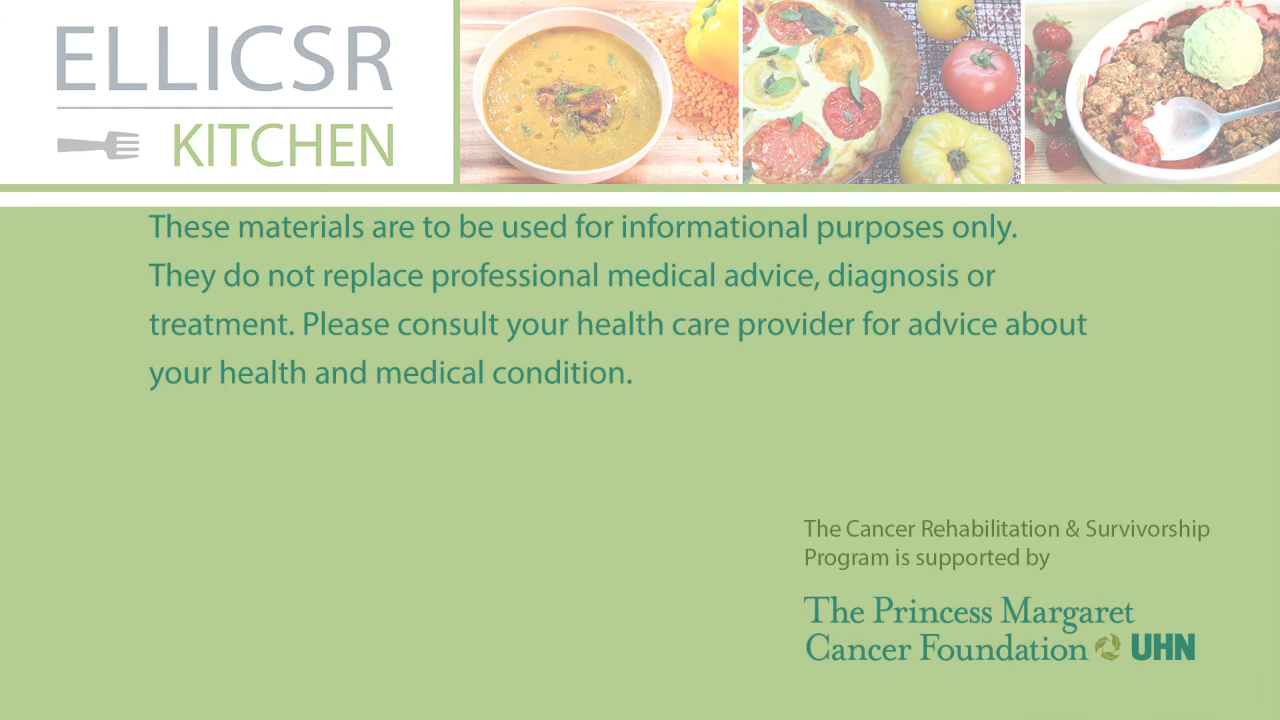 ELLICSR
KITCHEN
These materials are to be used for informational purposes only.
They do not replace professional medical advice, diagnosis or
treatment. Please consult your health care provider for advice about
your health and medical condition.
The Cancer Rehabilitation & Survivorship
Program is supported by
The Princess Margaret
Cancer Foundation UHN